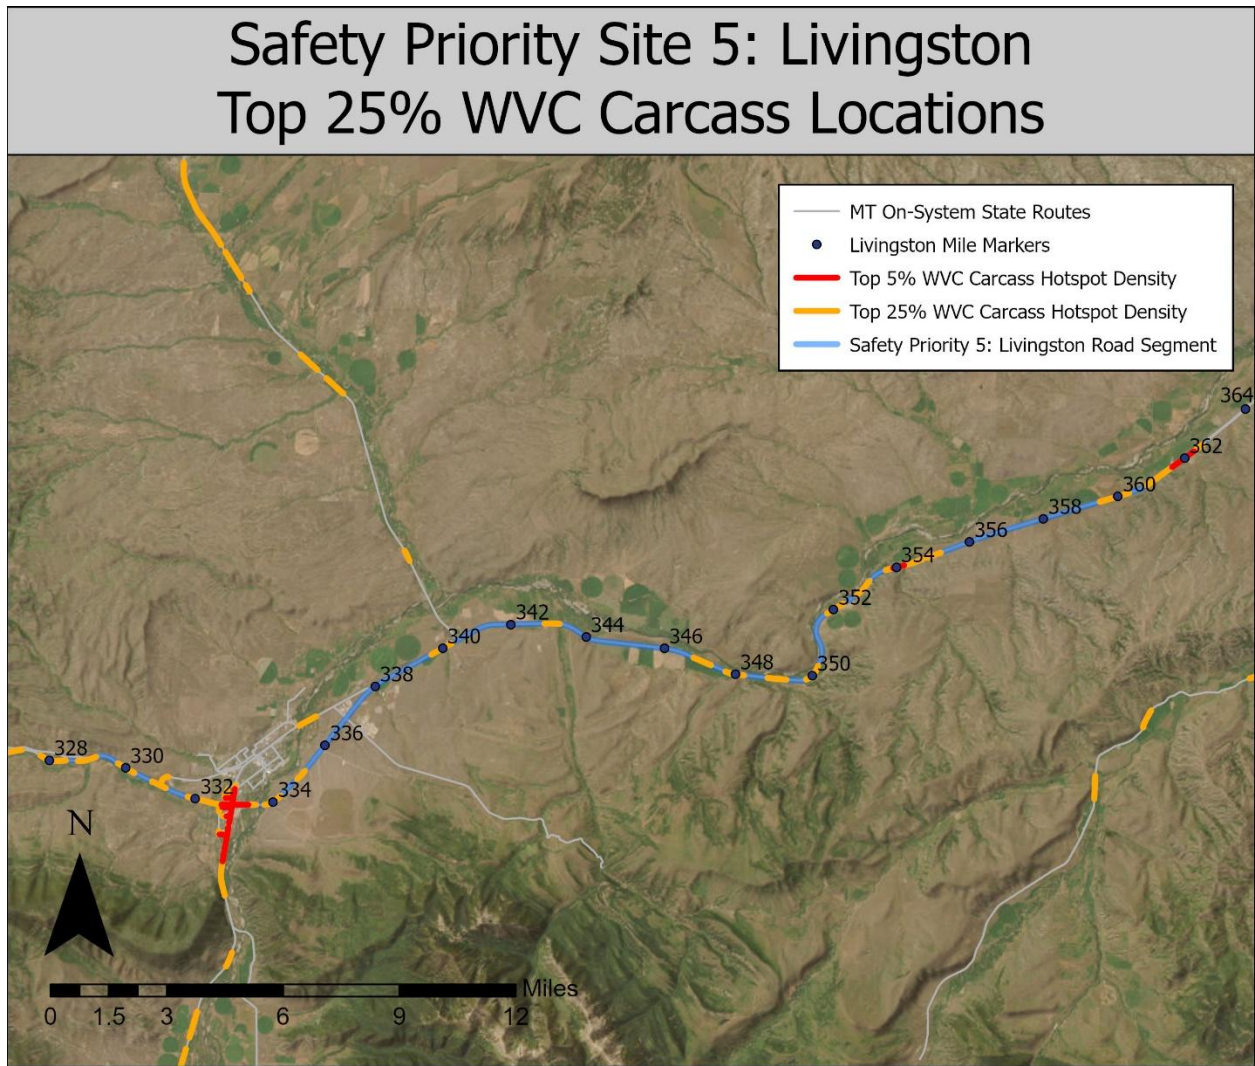 Safety Priority Site 5: Livingston
Top 25% WVC Carcass Locations
MT On-System State Routes
Livingston Mile Markers
Top 5% WVC Carcass Hotspot Density
Top 25% WVC Carcass Hotspot Density
Safety Priority 5: Livingston Road Segment
364
362
360
358
356
354
352
342
344
340
346
348
350
338
336
328
330
332
334
N
Miles
0 1.5 3 6 9 12